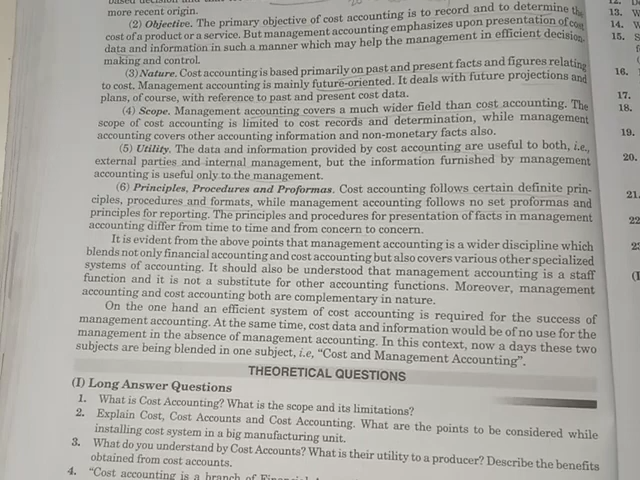 more recent origin.
(2) Objective. The primary objective of cost accounting is to record and to determine the
cost of a product or a service. But management accounting emphasizes upon presentation of cost
data and information in such a manner which may help the management in efficient decision-
making and control.
(3) Nature. Cost accounting is based primarily on past and present facts and figures relating
to cost. Management accounting is mainly future-oriented. It deals with future projections and
plans, of course, with reference to past and present cost data.
(4) Scope. Management accounting covers a much wider field than cost accounting. The
scope of cost accounting is limited to cost records and determination, while management
accounting covers other accounting information and non-monetary facts also.
(5) Utility. The data and information provided by cost accounting are useful to both, i.e.,
external parties and internal management, but the information furnished by management
accounting is useful only to the management.
(6) Principles, Procedures and Proformas. Cost accounting follows certain definite prin-
ciples, procedures and formats, while management accounting follows no set proformas and
principles for reporting. The principles and procedures for presentation of facts in management
accounting differ from time to time and from concern to concern.
It is evident from the above points that management accounting is a wider discipline which
blends not only financial accounting and cost accounting but also covers various other specialized
systems of accounting. It should also be understood that management accounting is a staff
function and it is not a substitute for other accounting functions. Moreover, management
accounting and cost accounting both are complementary in nature.
On the one hand an efficient system of cost accounting is required for the success of
management accounting. At the same time, cost data and information would be of no use for the
management in the absence of management accounting. In this context, now a days these two
subjects are being blended in one subject, i.e, “Cost and Management Accounting”.
THEORETICAL QUESTIONS
(I) Long Answer Questions
1. What is Cost Accounting? What is the scope and its limitations?
2. Explain Cost, Cost Accounts and Cost Accounting. What are the points to be considered while
installing cost system in a big manufacturing unit.
3. What do you understand by Cost Accounts? What is their utility to a producer? Describe the benefits
obtained from cost accounts.
4. “Cost accounting is a branch of
13. W
14. W
15. S
16.
17.
18.
19.
20.
21.
22
(I